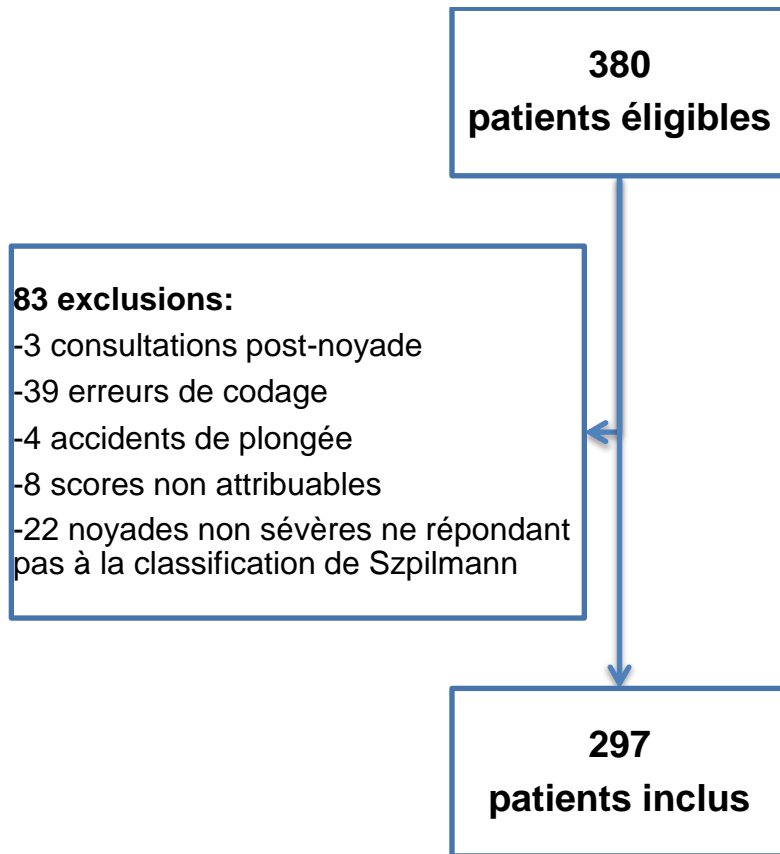 380
patients éligibles
83 exclusions:
-3 consultations post-noyade
-39 erreurs de codage
-4 accidents de plongée
-8 scores non attribuables
-22 noyades non sévères ne répondant
pas à la classification de Szpilmann
297
patients inclus